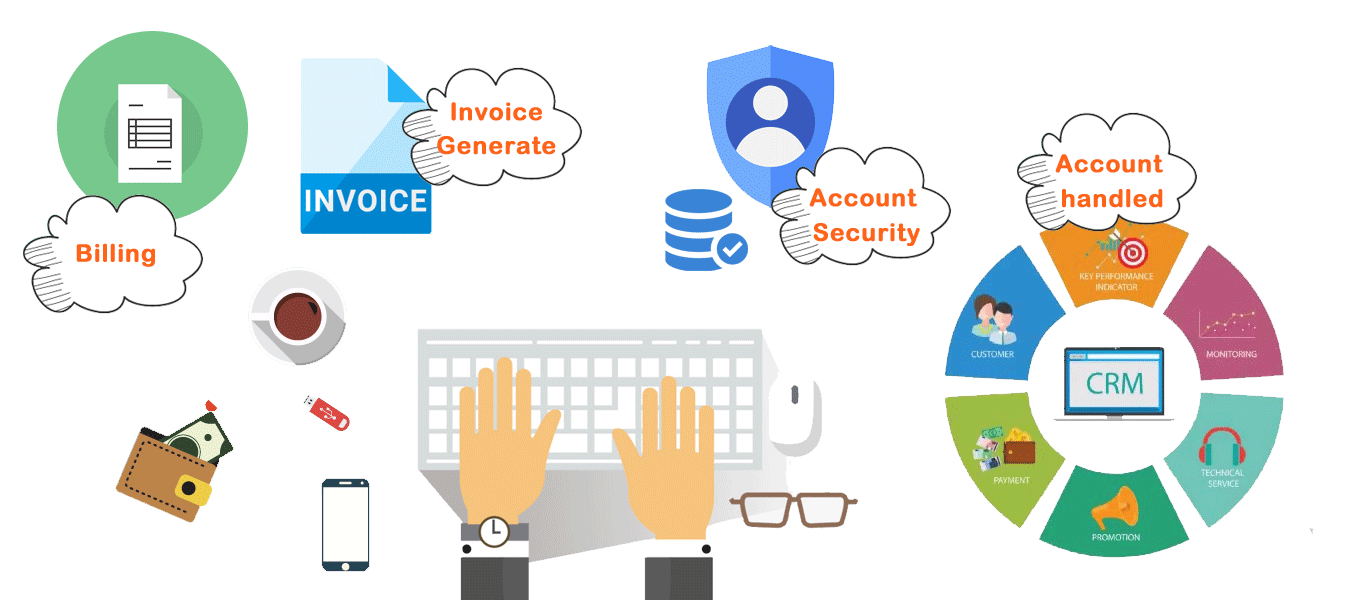 Billing
INVOICE
Invoice
Generate
Account
Security
Account
handled
KEY PERFORMANCE
INDICATOR
CUSTOMER
MONITORING
CRM
PAYMENT
TECHNICAL
SERVICE
PROMOTION